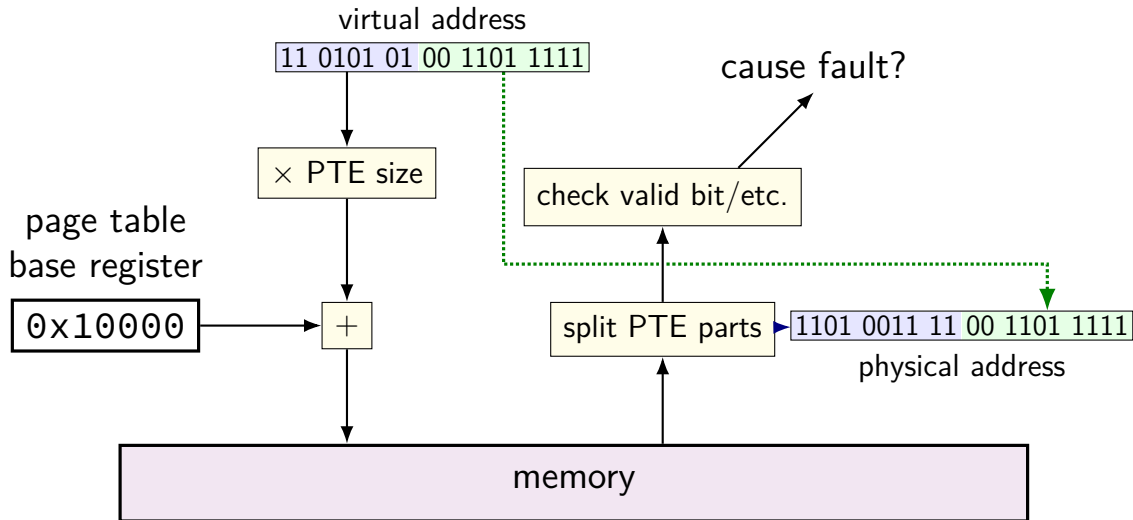 virtual address
11 0101 01 00 1101 1111
cause fault?
× PTE size
check valid bit/etc.
page table
base register
0x10000
+
split PTE parts
1101 0011 11 00 1101 1111
physical address
memory